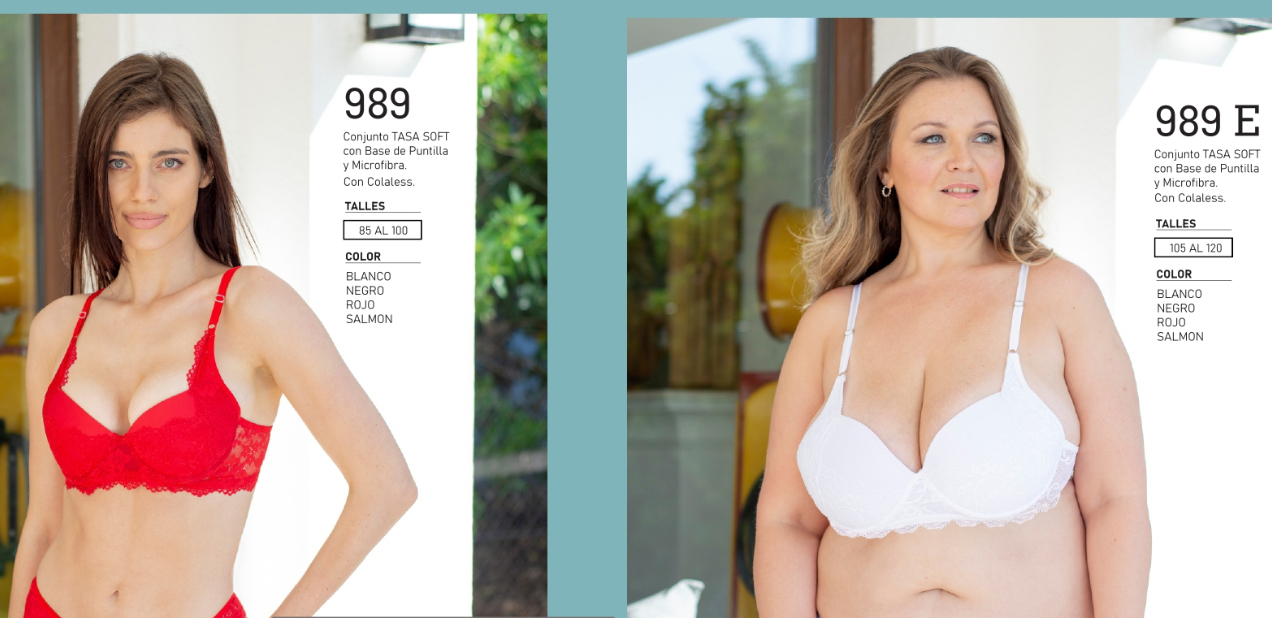 989
Conjunto TASA SOFT
con Base de Puntilla
y Microfibra.
Con Colaless.
TALLES
85 AL 100
COLOR
BLANCO
NEGRO
ROJO
SALMON
989 E
Conjunto TASA SOFT
con Base de Puntilla
y Microfibra.
Con Colaless.
TALLES
105 AL 120
COLOR
BLANCO
NEGRO
ROJO
SALMON